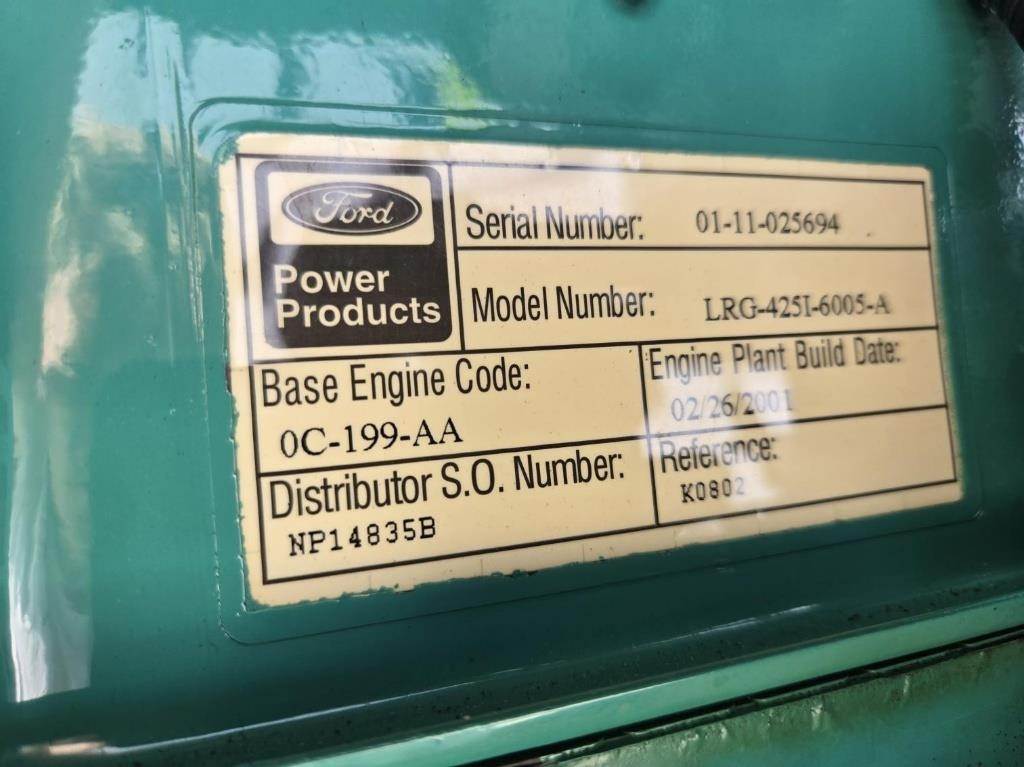 Ford
Power
Products
Serial Number: 01-11-025694
Model Number: LRG-425I-6005-A
Base Engine Code:
0C-199-AA
Engine Plant Build Date:
02/26/2001
Distributor S.O. Number:
NP14835B
Reference:
K0802